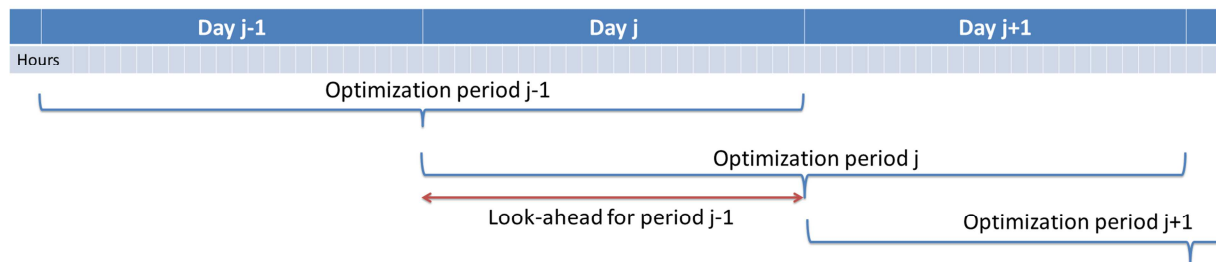 Day j-1 Day j Day j+1
Hours
Optimization period j-1
Optimization period j
Look-ahead for period j-1
Optimization period j+1